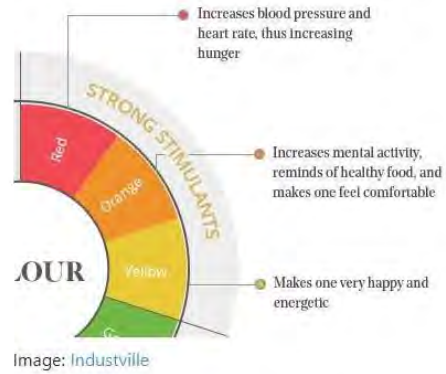 Increases blood pressure and
heart rate, thus increasing
hunger
STRONG STIMULANTS
Red
Orange
Increases mental activity,
reminds of healthy food, and
makes one feel comfortable
.OUR
Yellow
Makes one very happy and
energetic
G
Image: Industville